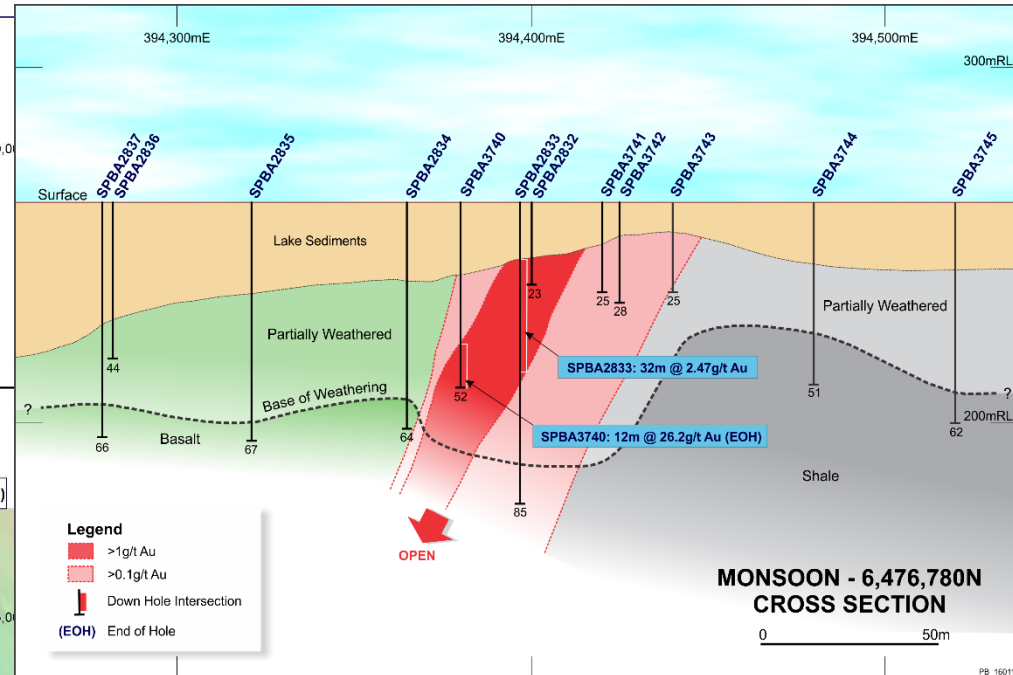 394,300mE
394,400mE
394,500mE
300mRL
SPBA2837
SPBA2836
SPBA2835
SPBA2834
SPBA3740
SPBA2833
SPBA2832
SPBA3741
SPBA3742
SPBA3743
SPBA3744
SPBA3745
Surface
Lake Sediments
Partially Weathered
Partially Weathered
23
25
28
25
44
SPBA2833: 32m @ 2.47g/t Au
52
51
Base of Weathering
?
?
200mRL
SPBA3740: 12m @ 26.2g/t Au (EOH)
Basalt
66
67
64
62
Shale
85
)
OPEN
Legend
>1g/t Au
>0.1g/t Au
Down Hole Intersection
(EOH) End of Hole
MONSOON - 6,476,780N
CROSS SECTION
0 50m